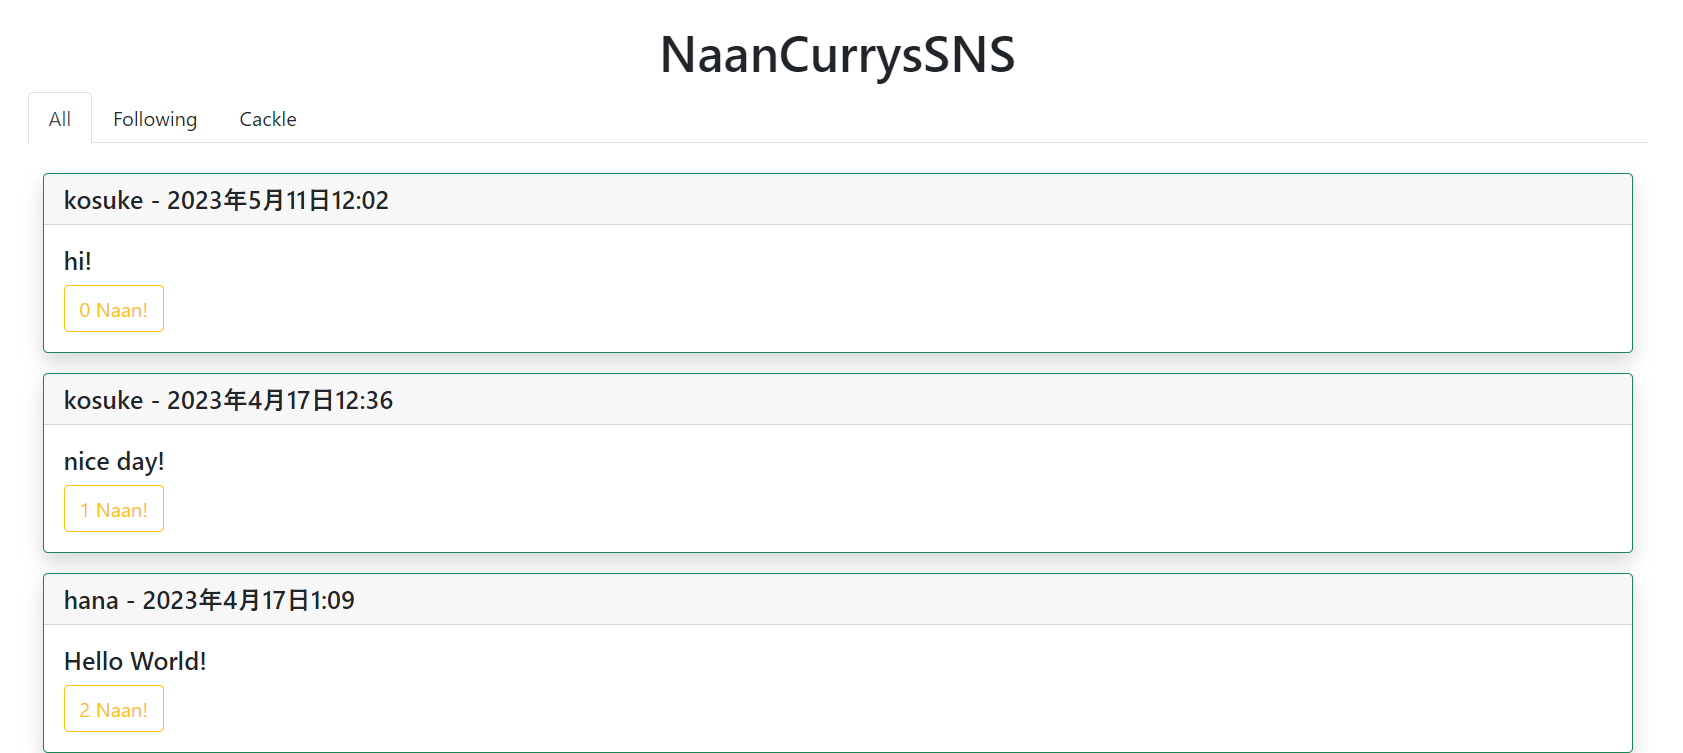 NaanCurrysSNS
All Following Cackle
kosuke - 2023年5月11日12:02
hi!
0 Naan!
kosuke - 2023年4月17日12:36
nice day!
1 Naan!
hana - 2023年4月17日1:09
Hello World!
2 Naan!